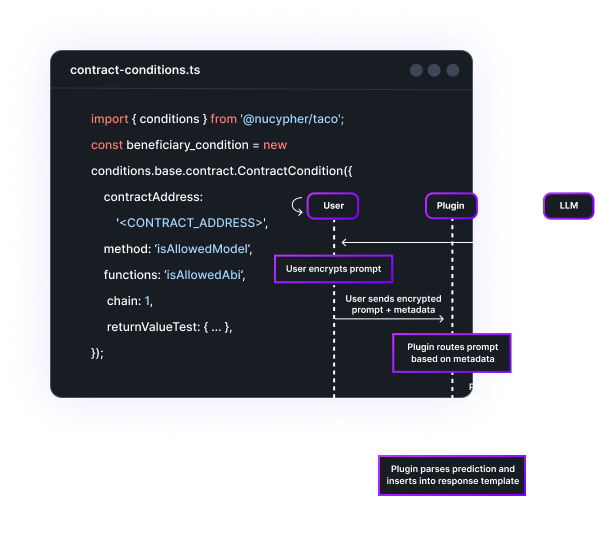 contract-conditions.ts
import { conditions } from '@nucypher/taco';
const beneficiary_condition = new
conditions.base.contract.ContractCondition({
contractAddress:
'<CONTRACT_ADDRESS>',
method: 'isAllowedModel',
functions: 'isAllowedAbi',
chain: 1,
returnValueTest: { ... },
});
User
Plugin
LLM
User encrypts prompt
User sends encrypted
prompt + metadata
Plugin routes prompt
based on metadata
Plugin parses prediction and
inserts into response template